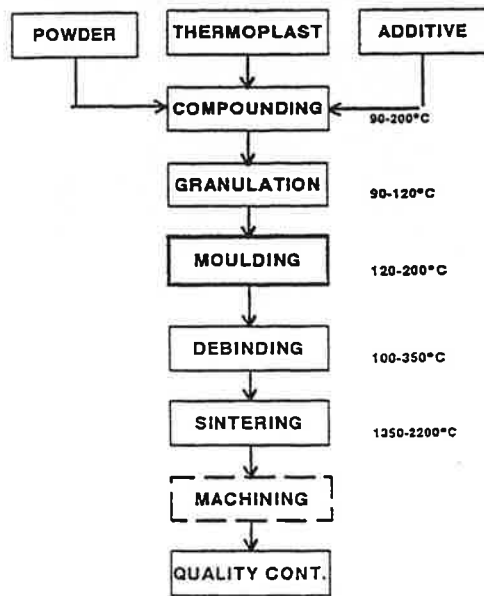 POWDER
THERMOPLAST
ADDITIVE
COMPOUNDING
90-200°C
GRANULATION
90-120°C
MOULDING
120-200°C
DEBINDING
100-350°C
SINTERING
1350-2200°C
MACHINING
QUALITY CONT.